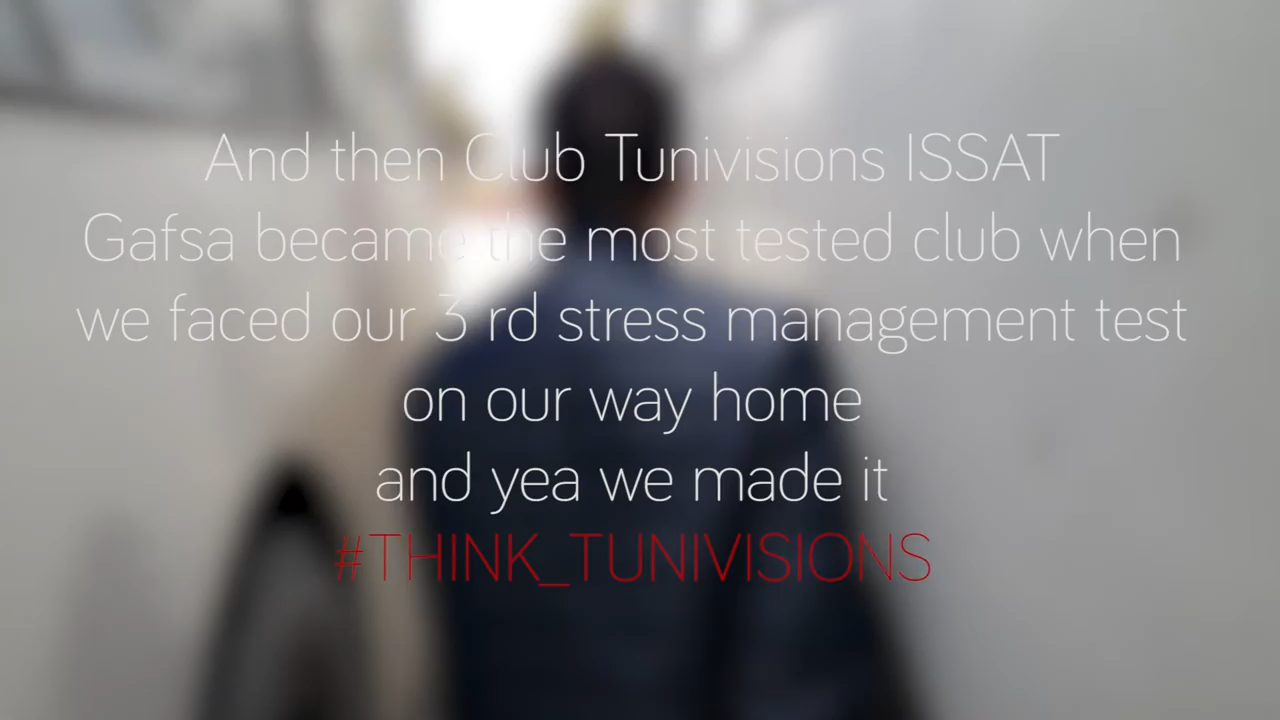 And then Club Tunivisions ISSAT
Gafsa became the most tested club when
we faced our 3 rd stress management test
on our way home
and yea we made it
#THINK_TUNIVISIONS